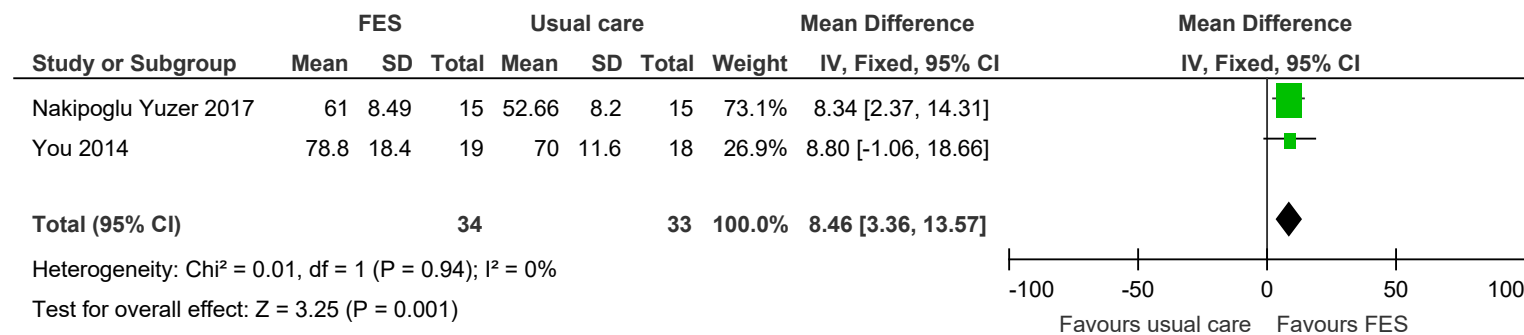 FES Usual care Mean Difference Mean Difference
Study or Subgroup Mean SD Total Mean SD Total Weight IV, Fixed, 95% CI IV, Fixed, 95% CI
Nakipoglu Yuzer 2017 61 8.49 15 52.66 8.2 15 73.1% 8.34 [2.37, 14.31]
You 2014 78.8 18.4 19 70 11.6 18 26.9% 8.80 [-1.06, 18.66]
Total (95% CI) 34 33 100.0% 8.46 [3.36, 13.57]
Heterogeneity: Chi² = 0.01, df = 1 (P = 0.94); I² = 0%
Test for overall effect: Z = 3.25 (P = 0.001)
-100 -50 0 50 100
Favours usual care Favours FES